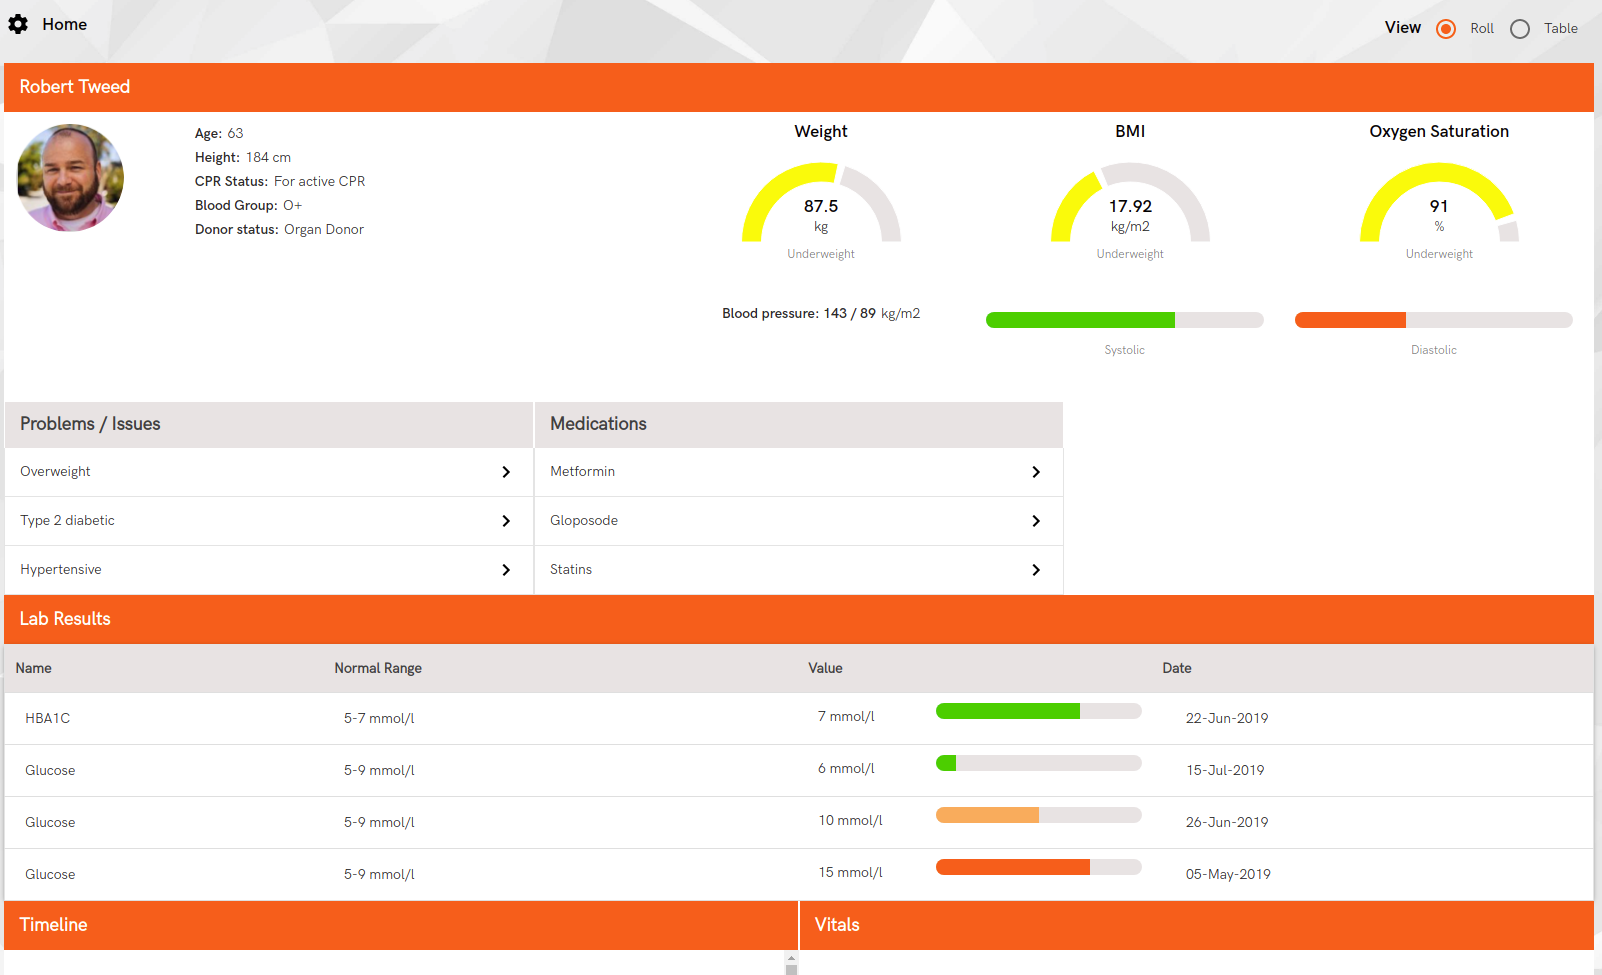 Home
View Roll Table
Robert Tweed
Age: 63
Height: 184 cm
CPR Status: For active CPR
Blood Group: O+
Donor status: Organ Donor
Weight
87.5
kg
Underweight
BMI
17.92
kg/m2
Underweight
Oxygen Saturation
91
%
Underweight
Blood pressure: 143 / 89 kg/m2
Systolic
Diastolic
Problems / Issues
Overweight
Type 2 diabetic
Hypertensive
Medications
Metformin
Gloposode
Statins
Lab Results
Name Normal Range Value Date
HBA1C 5-7 mmol/l 7 mmol/l 22-Jun-2019
Glucose 5-9 mmol/l 6 mmol/l 15-Jul-2019
Glucose 5-9 mmol/l 10 mmol/l 26-Jun-2019
Glucose 5-9 mmol/l 15 mmol/l 05-May-2019
Timeline
Vitals